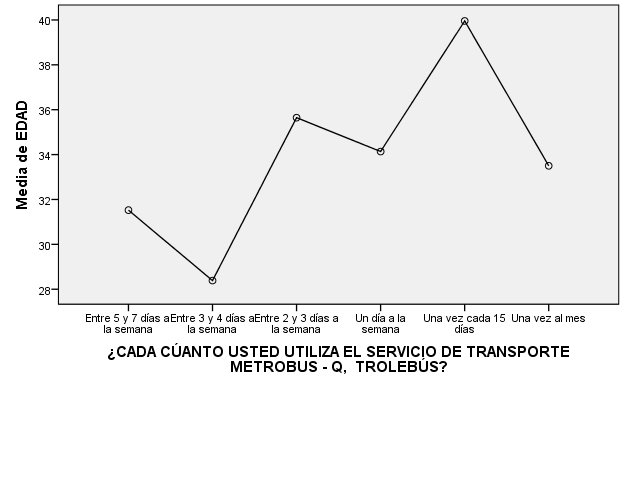 40
38
36
34
32
30
28
Media de EDAD
Entre 5 y 7 días a la semana
Entre 3 y 4 días a la semana
Entre 2 y 3 días a la semana
Un día a la semana
Una vez cada 15 días
Una vez al mes
¿CADA CÚANTO USTED UTILIZA EL SERVICIO DE TRANSPORTE
METROBUS - Q,  TROLEBÚS?